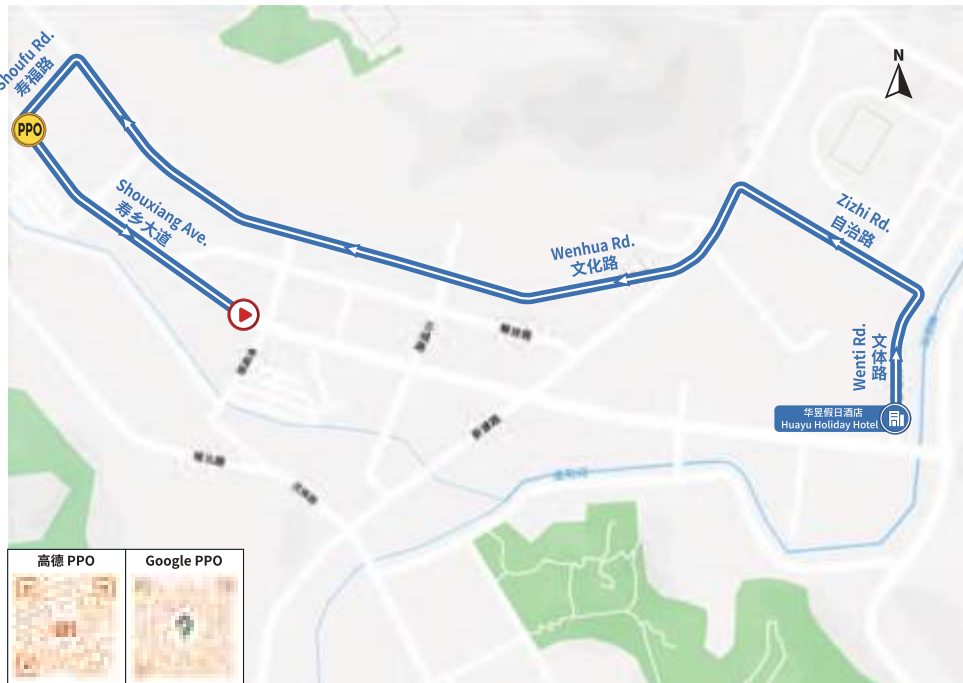 Shoufu Rd.
寿福路
N
PPO
Shouxiang Ave.
寿乡大道
Wenhua Rd.
文化路
Zizhi Rd.
自治路
Wenti Rd.
文体路
华昱假日酒店
Huayu Holiday Hotel
高德 PPO
Google PPO